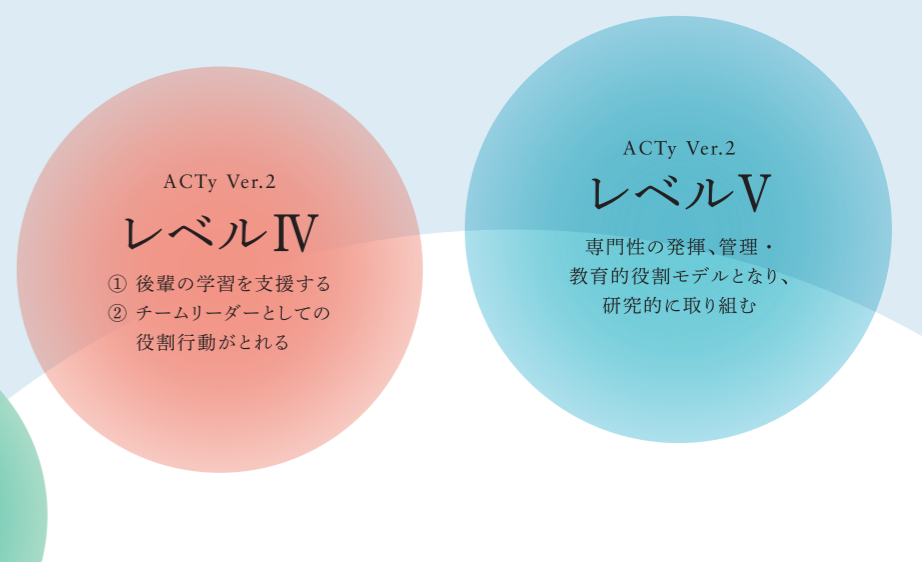 ACTy Ver.2
レベルⅣ
① 後輩の学習を支援する
② チームリーダーとしての
役割行動がとれる
ACTy Ver.2
レベルⅤ
専門性の発揮、管理・
教育的役割モデルとなり、
研究的に取り組む